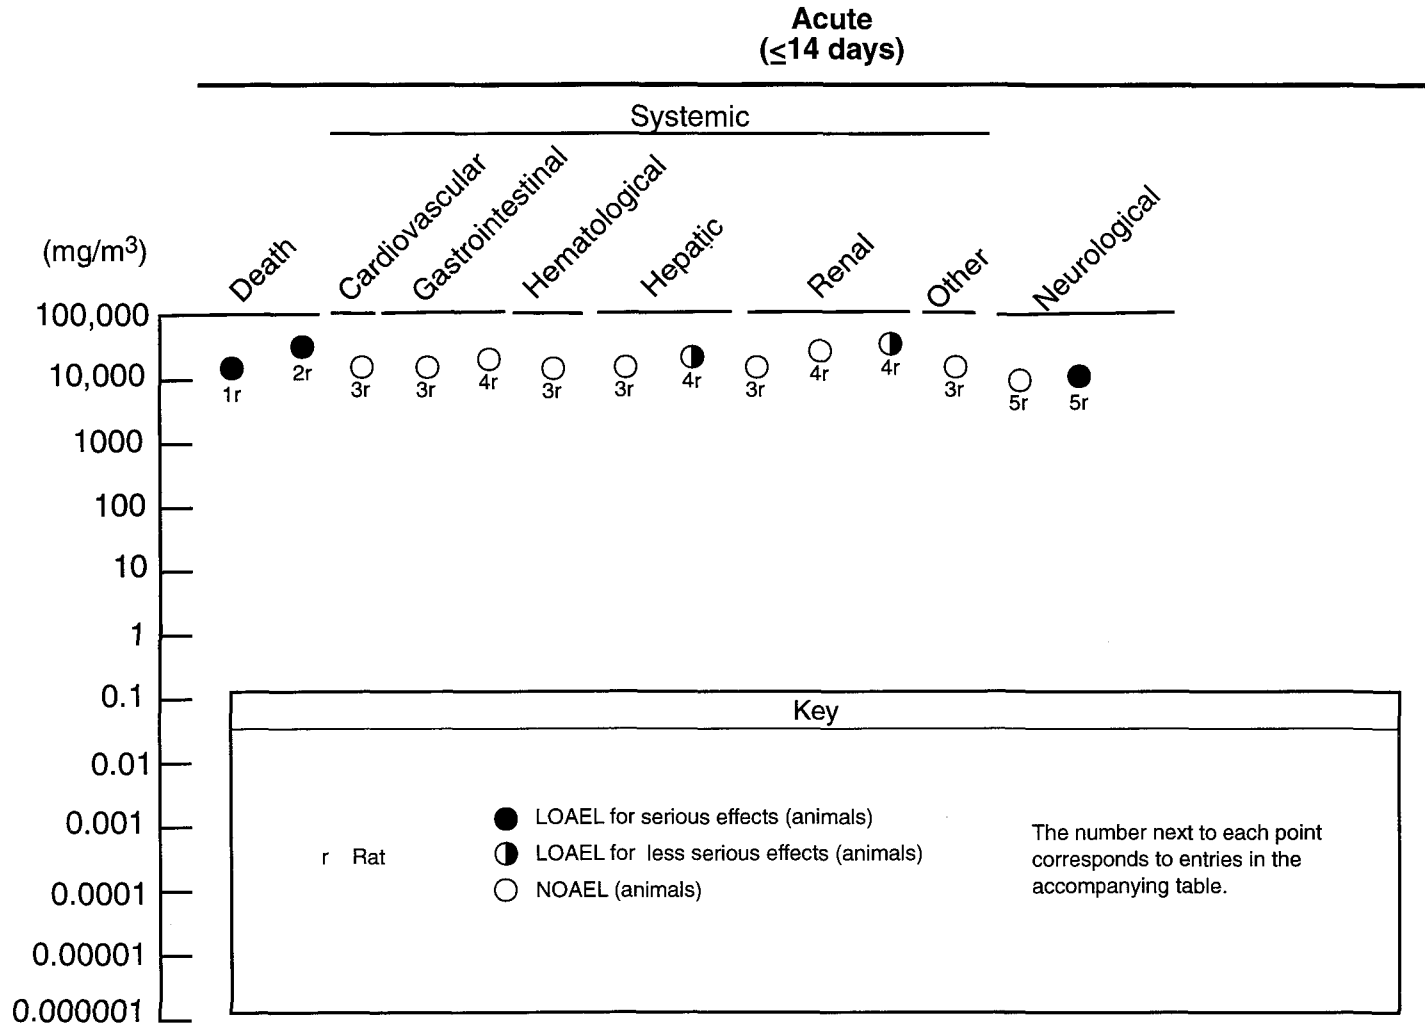 Acute
(≤14 days)
Systemic
Cardiovascular
Gastrointestinal
Hematological
Hepatic
Renal
Other
Neurological
Death
(mg/m³)
100,000
10,000
1000
100
10
1
0.1
0.01
0.001
0.0001
0.00001
0.000001
1r
2r
3r
3r
4r
3r
3r
4r
3r
4r
4r
3r
5r
5r
Key
r Rat
LOAEL for serious effects (animals)
LOAEL for less serious effects (animals)
NOAEL (animals)
The number next to each point
corresponds to entries in the
accompanying table.